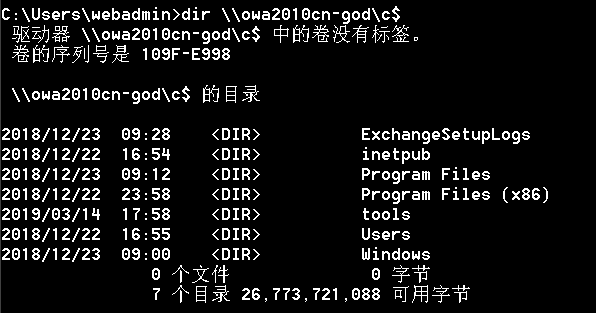 C:\Users\webadmin>dir \\owa2010cn-god\c$
驱动器 \\owa2010cn-god\c$ 中的卷没有标签。
卷的序列号是 109F-E998
\\owa2010cn-god\c$ 的目录
2018/12/23  09:28    <DIR>          ExchangeSetupLogs
2018/12/22  16:54    <DIR>          inetpub
2018/12/23  09:12    <DIR>          Program Files
2018/12/22  23:58    <DIR>          Program Files (x86)
2019/03/14  17:58    <DIR>          tools
2018/12/22  16:55    <DIR>          Users
2018/12/23  09:00    <DIR>          Windows
0 个文件              0 字节
7 个目录 26,773,721,088 可用字节